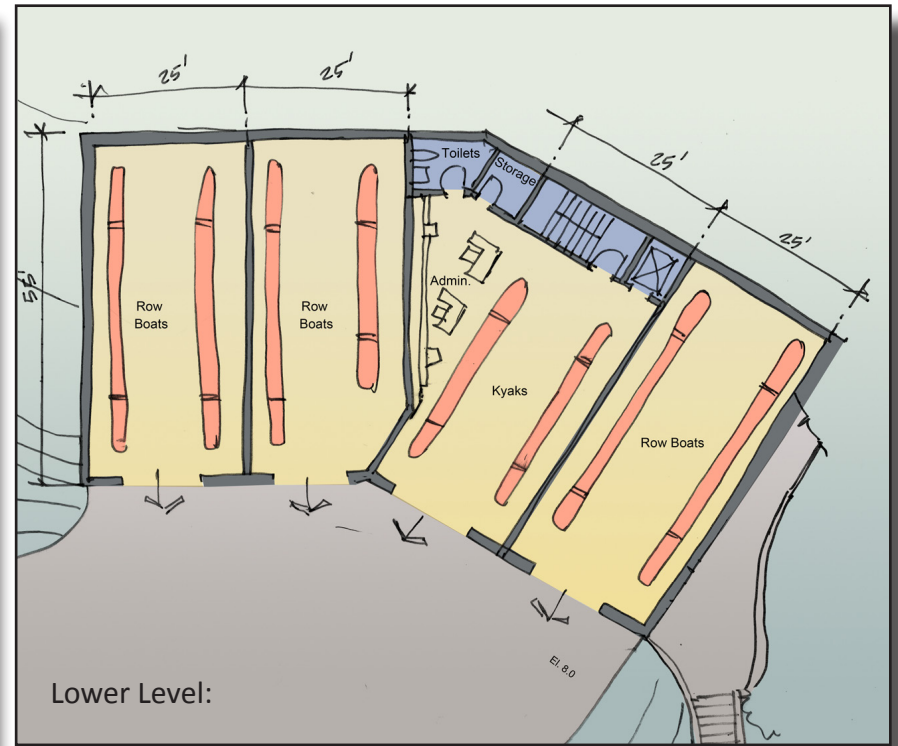 25'
25'
25'
25'
55'
Toilets
Storage
Admin.
Row
Boats
Row
Boats
Kyaks
Row Boats
El. 8.0
Lower Level: